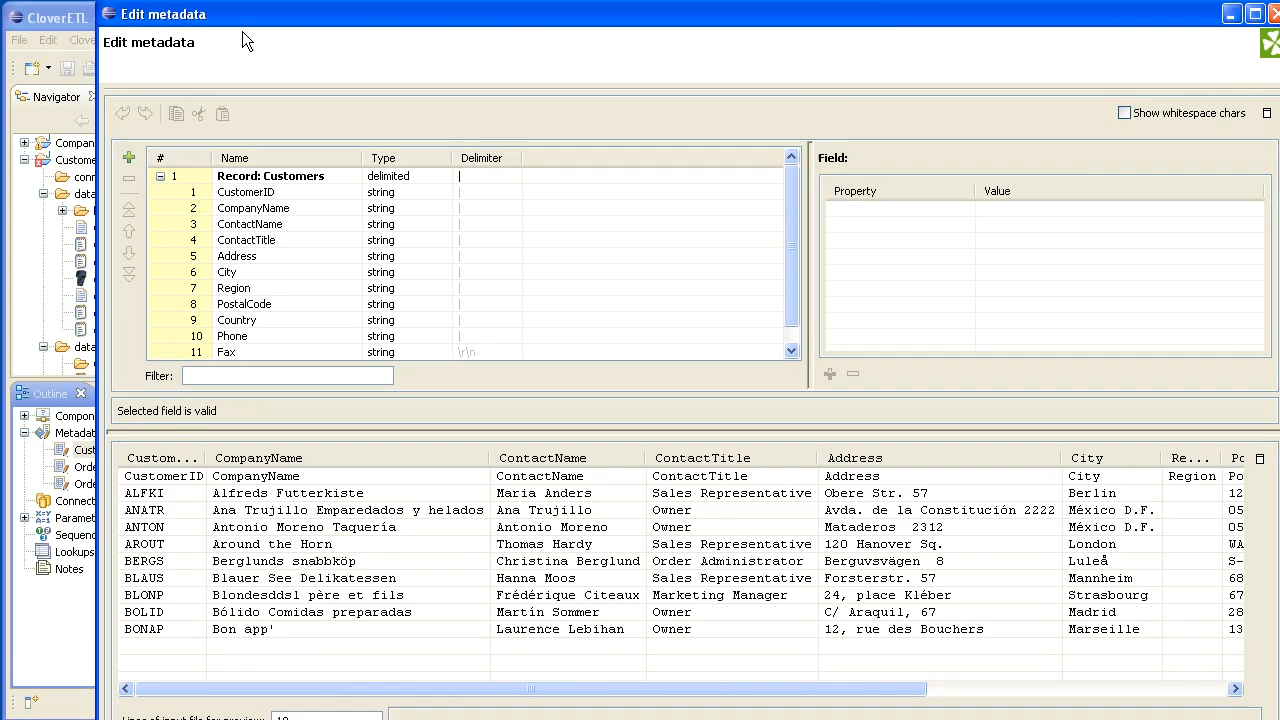 CloverETL
Edit metadata
File Edit Clove
Edit metadata
Navigator
Show whitespace chars
Compan
Custome
conn
data
data
# Name Type Delimiter
1 Record: Customers delimited |
1 CustomerID string |
2 CompanyName string |
3 ContactName string |
4 ContactTitle string |
5 Address string |
6 City string |
7 Region string |
8 PostalCode string |
9 Country string |
10 Phone string |
11 Fax string \r\n
Filter:
Field:
Property Value
Selected field is valid
Outline
Compon
Metadat
Cust
Orde
Orde
Connect
Paramet
Sequenc
Lookups
Notes
Custom... CompanyName ContactName ContactTitle Address City Re... Po
CustomerID CompanyName ContactName ContactTitle Address City Region Pos
ALFKI Alfreds Futterkiste Maria Anders Sales Representative Obere Str. 57 Berlin 12
ANATR Ana Trujillo Emparedados y helados Ana Trujillo Owner Avda. de la Constitución 2222 México D.F. 05
ANTON Antonio Moreno Taquería Antonio Moreno Owner Mataderos 2312 México D.F. 05
AROUT Around the Horn Thomas Hardy Sales Representative 120 Hanover Sq. London WA
BERGS Berglunds snabbköp Christina Berglund Order Administrator Berguvsvägen 8 Luleå S-
BLAUS Blauer See Delikatessen Hanna Moos Sales Representative Forsterstr. 57 Mannheim 68
BLONP Blondesddsl père et fils Frédérique Citeaux Marketing Manager 24, place Kléber Strasbourg 67
BOLID Bólido Comidas preparadas Martín Sommer Owner C/ Araquil, 67 Madrid 28
BONAP Bon app' Laurence Lebihan Owner 12, rue des Bouchers Marseille 13
Lines of input file for preview 10